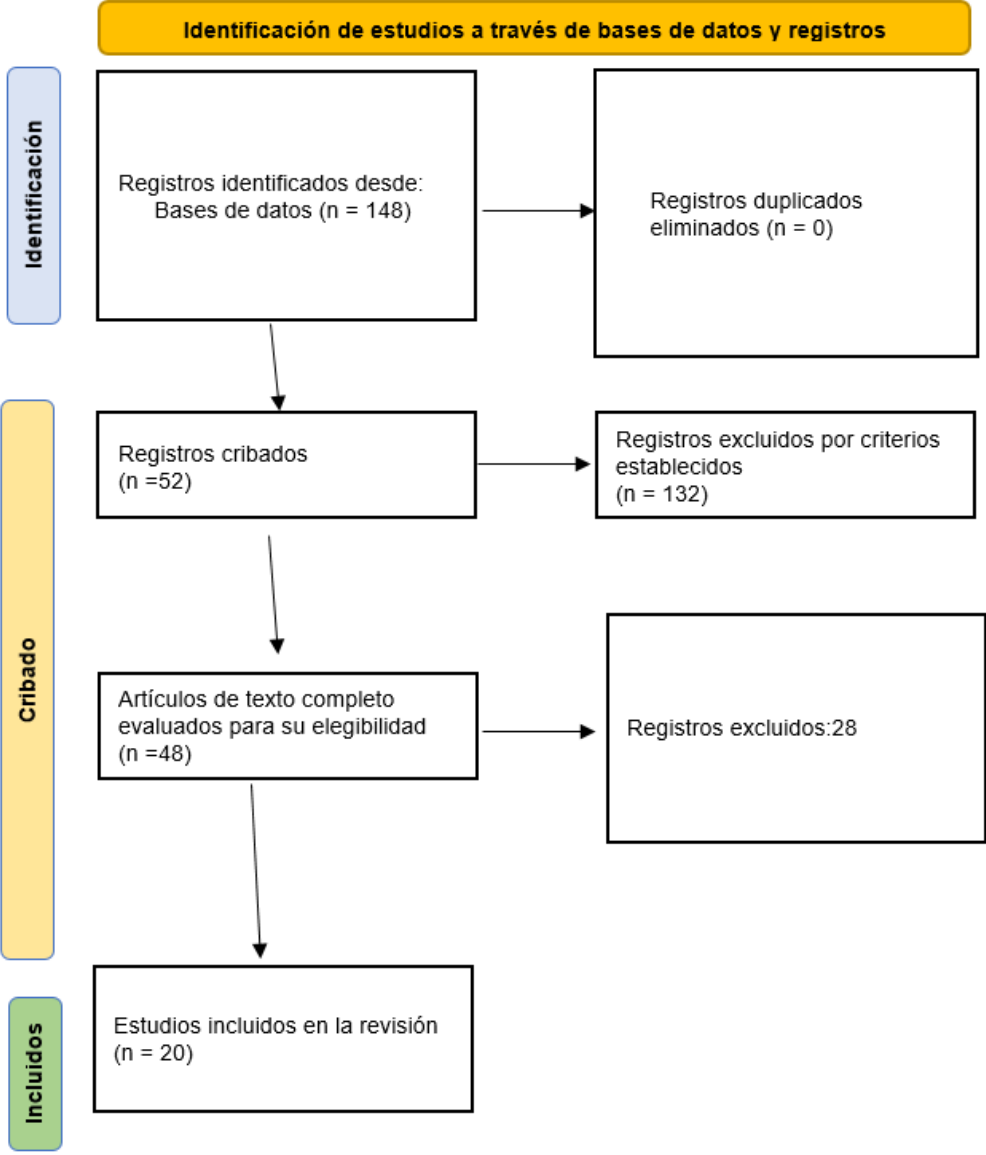 Identificación de estudios a través de bases de datos y registros
Identificación
Registros identificados desde:
Bases de datos (n = 148)
Registros duplicados
eliminados (n = 0)
Cribado
Registros cribados
(n =52)
Registros excluidos por criterios
establecidos
(n = 132)
Artículos de texto completo
evaluados para su elegibilidad
(n =48)
Registros excluidos:28
Incluidos
Estudios incluidos en la revisión
(n = 20)